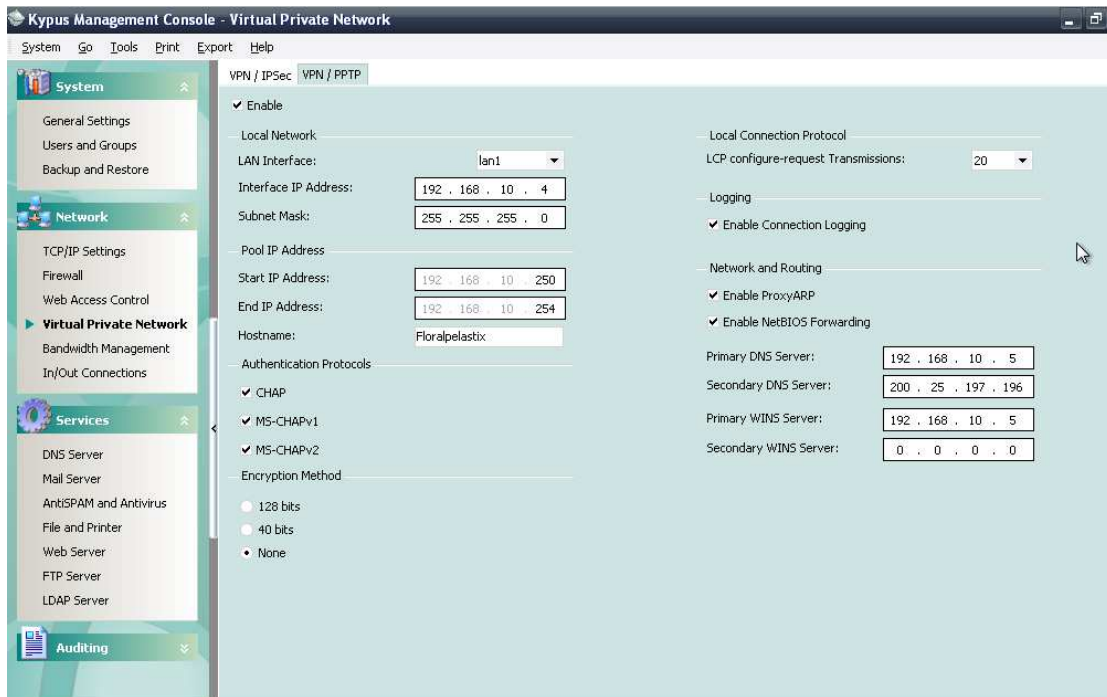 Kypus Management Console - Virtual Private Network
System Go Tools Print Export Help
System
General Settings
Users and Groups
Backup and Restore
Network
TCP/IP Settings
Firewall
Web Access Control
Virtual Private Network
Bandwidth Management
In/Out Connections
Services
DNS Server
Mail Server
AntiSPAM and Antivirus
File and Printer
Web Server
FTP Server
LDAP Server
Auditing
VPN / IPSec VPN / PPTP
Enable
Local Network
LAN Interface: lan1
Interface IP Address: 192 . 168 . 10 . 4
Subnet Mask: 255 . 255 . 255 . 0
Pool IP Address
Start IP Address: 192 . 168 . 10 . 250
End IP Address: 192 . 168 . 10 . 254
Hostname: Floralpelastix
Authentication Protocols
CHAP
MS-CHAPv1
MS-CHAPv2
Encryption Method
128 bits
40 bits
None
Local Connection Protocol
LCP configure-request Transmissions: 20
Logging
Enable Connection Logging
Network and Routing
Enable ProxyARP
Enable NetBIOS Forwarding
Primary DNS Server: 192 . 168 . 10 . 5
Secondary DNS Server: 200 . 25 . 197 . 196
Primary WINS Server: 192 . 168 . 10 . 5
Secondary WINS Server: 0 . 0 . 0 . 0